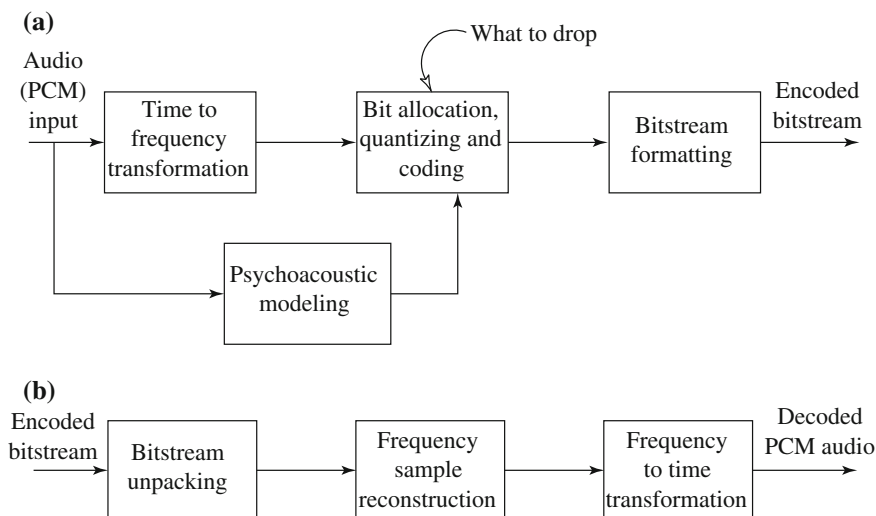 (a)
What to drop
Audio
(PCM)
input
Time to
frequency
transformation
Bit allocation,
quantizing and
coding
Bitstream
formatting
Encoded
bitstream
Psychoacoustic
modeling
(b)
Encoded
bitstream
Bitstream
unpacking
Frequency
sample
reconstruction
Frequency
to time
transformation
Decoded
PCM audio